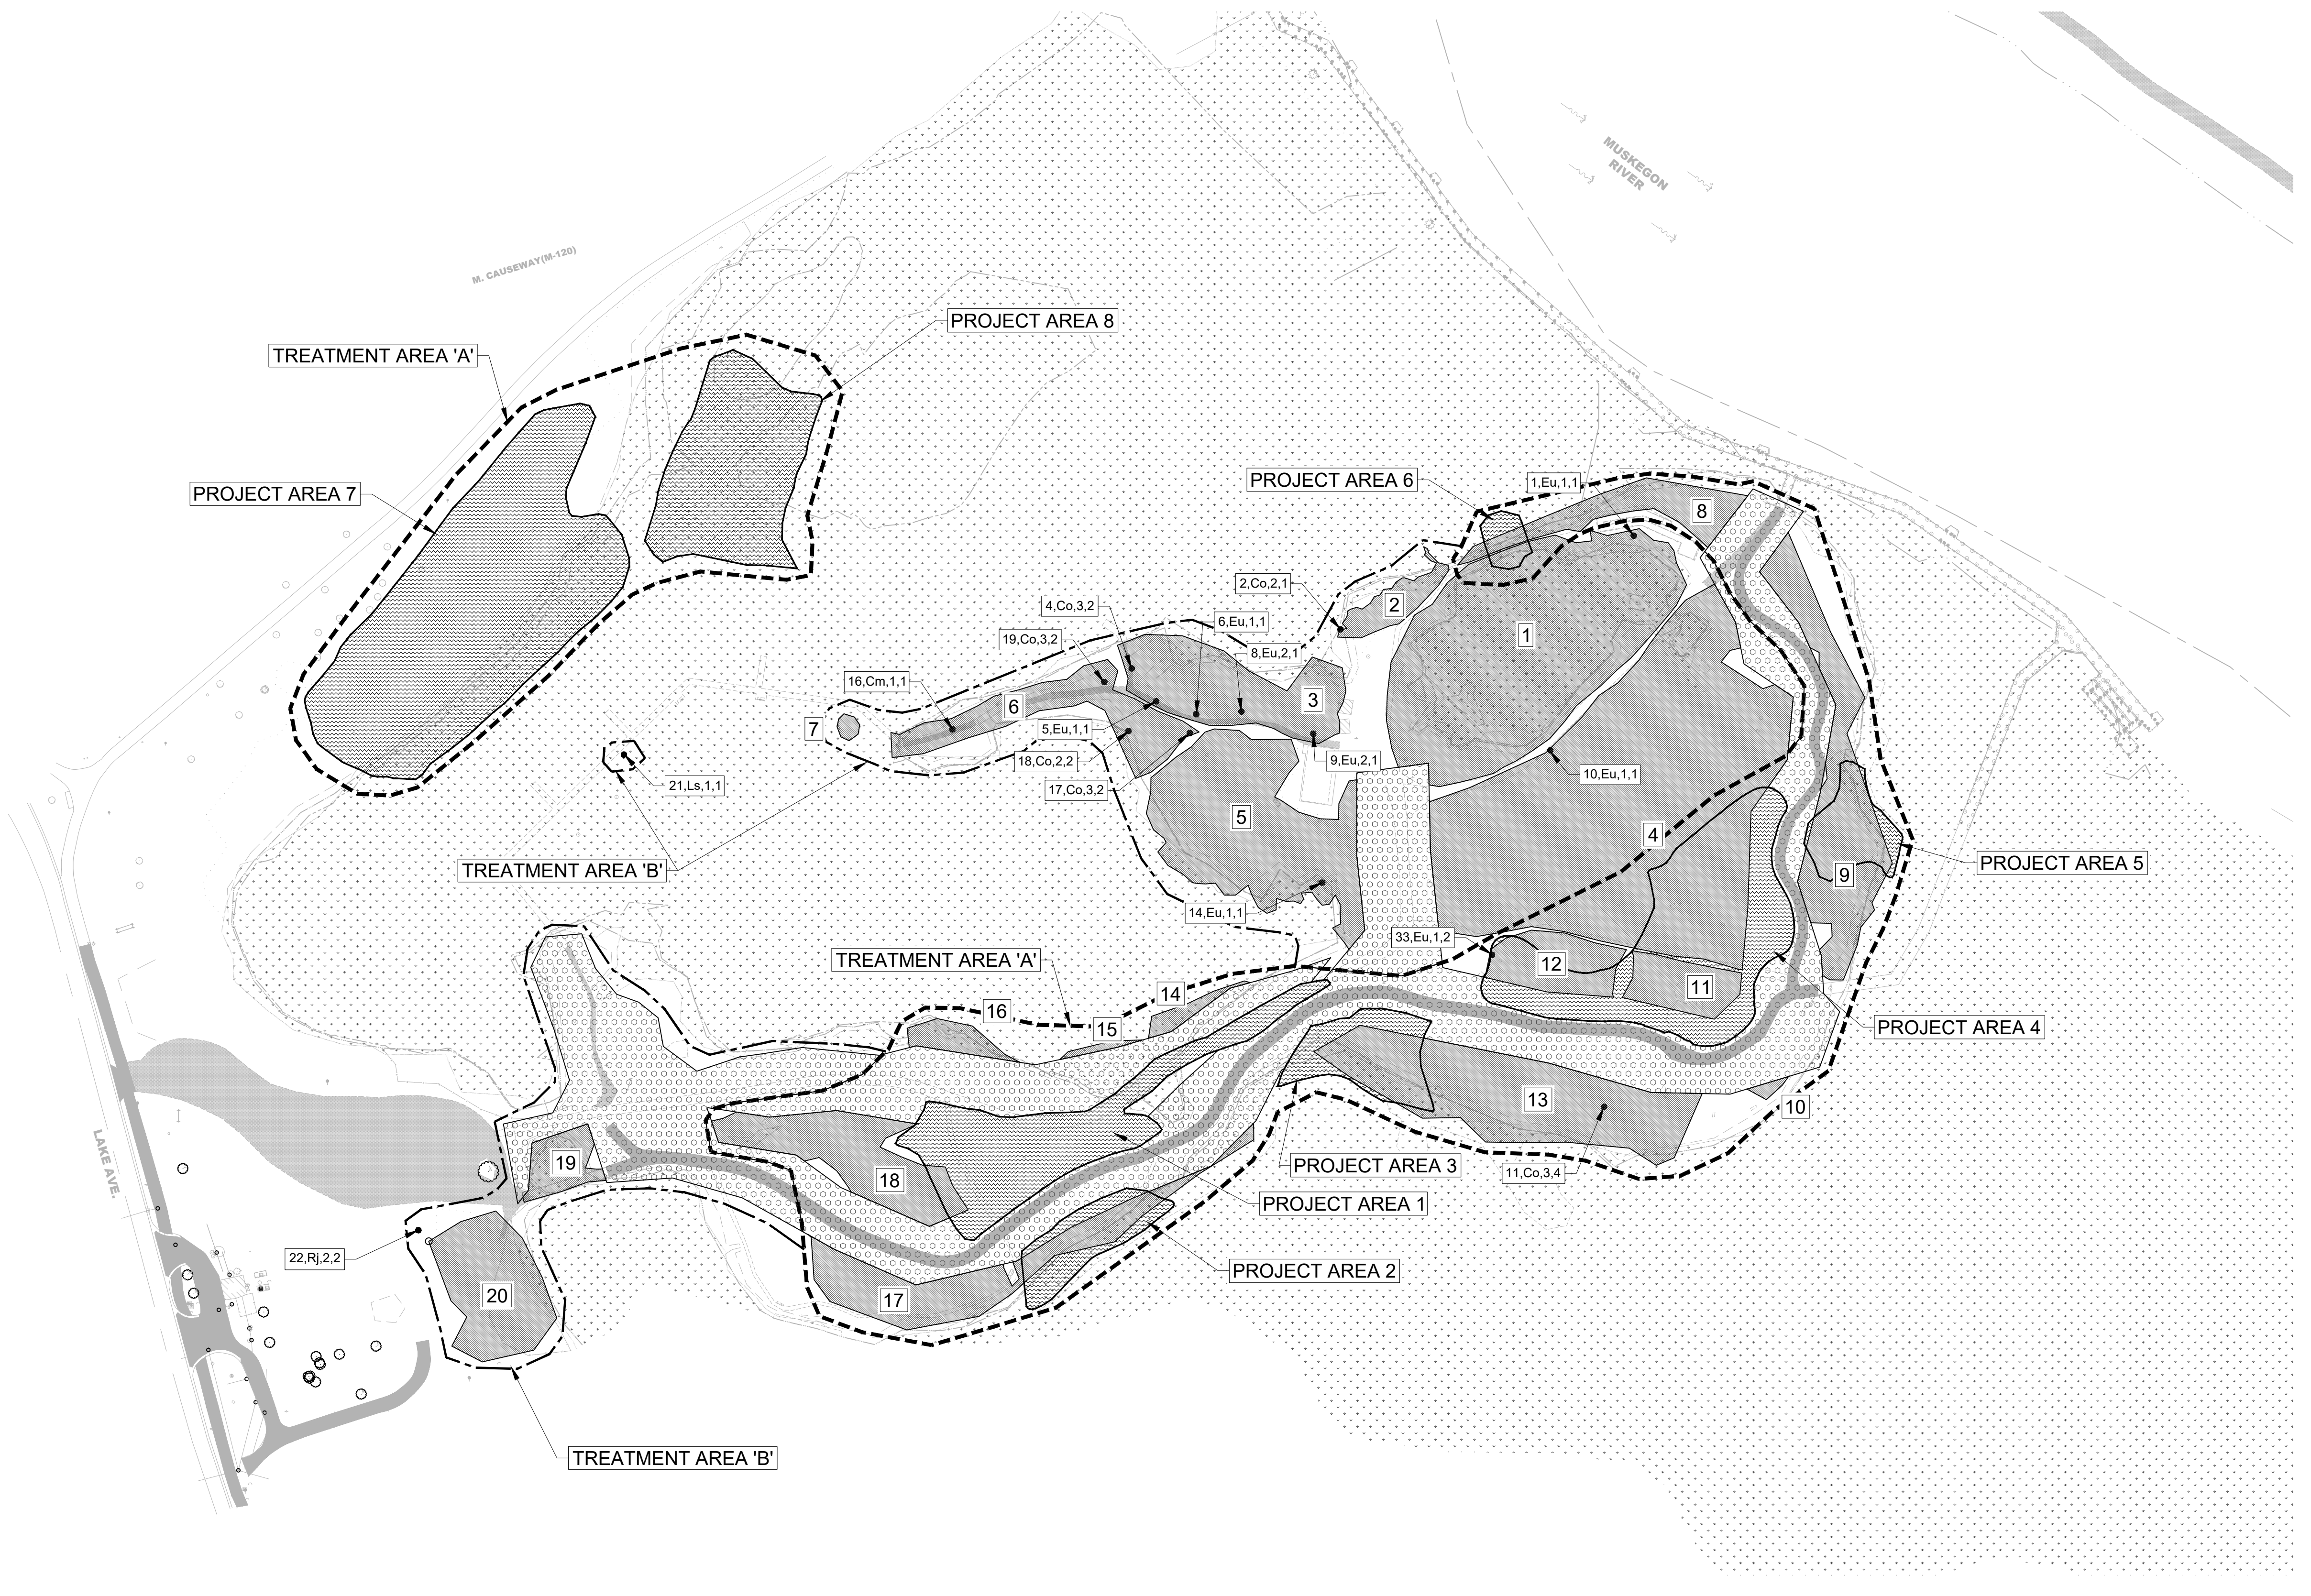 MUSKEGON
RIVER
M. CAUSEWAY(M-120)
PROJECT AREA 8
TREATMENT AREA 'A'
PROJECT AREA 7
PROJECT AREA 6
1,Eu,1,1
8
2,Co,2,1
2
4,Co,3,2
6,Eu,1,1
1
19,Co,3,2
8,Eu,2,1
16,Cm,1,1
3
6
7
5,Eu,1,1
18,Co,2,2
9,Eu,2,1
10,Eu,1,1
21,Ls,1,1
17,Co,3,2
5
4
TREATMENT AREA 'B'
PROJECT AREA 5
9
14,Eu,1,1
33,Eu,1,2
TREATMENT AREA 'A'
12
14
11
16
15
PROJECT AREA 4
13
10
LAKE AVE.
19
PROJECT AREA 3
11,Co,3,4
18
PROJECT AREA 1
22,Rj,2,2
PROJECT AREA 2
20
17
TREATMENT AREA 'B'